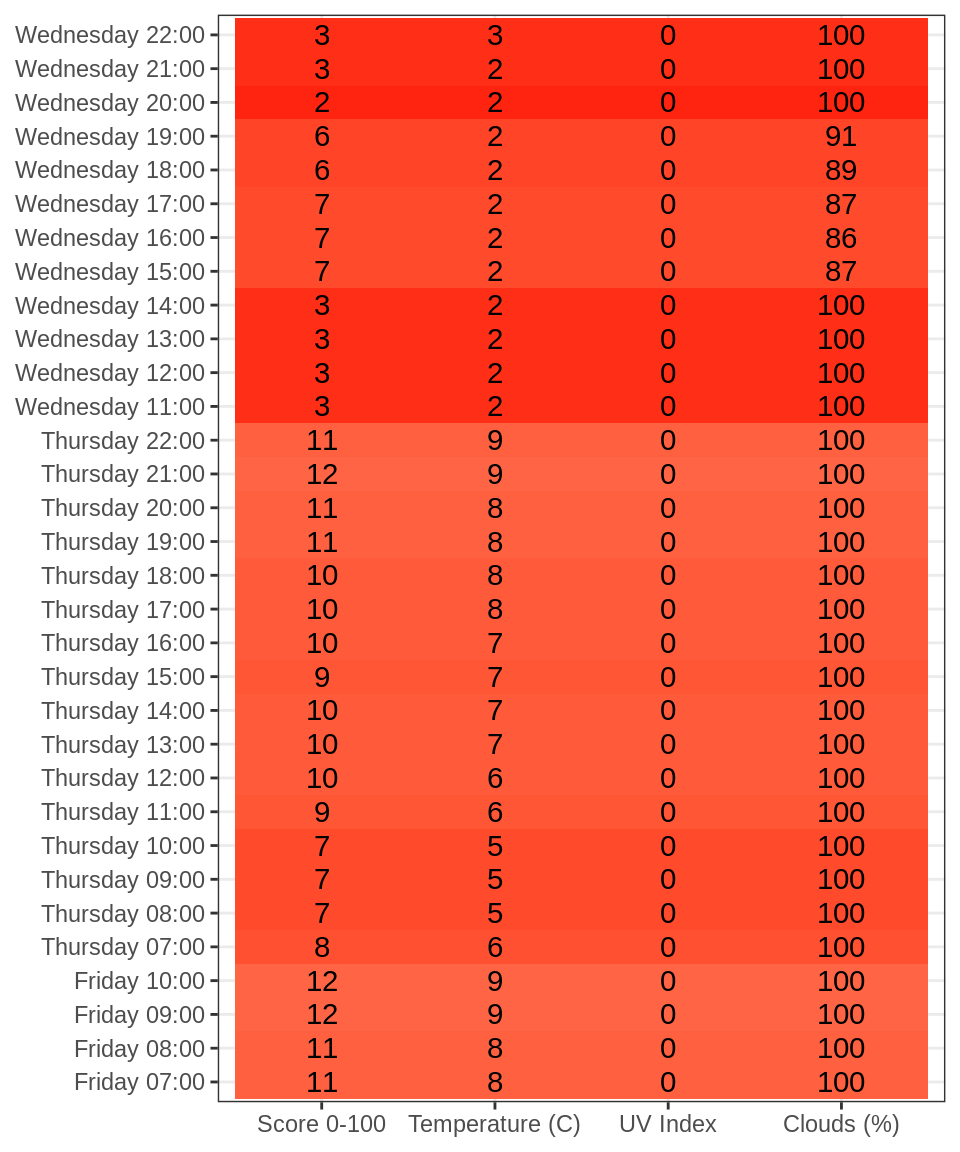 Wednesday 22:00 3 3 0 100
Wednesday 21:00 3 2 0 100
Wednesday 20:00 2 2 0 100
Wednesday 19:00 6 2 0 91
Wednesday 18:00 6 2 0 89
Wednesday 17:00 7 2 0 87
Wednesday 16:00 7 2 0 86
Wednesday 15:00 7 2 0 87
Wednesday 14:00 3 2 0 100
Wednesday 13:00 3 2 0 100
Wednesday 12:00 3 2 0 100
Wednesday 11:00 3 2 0 100
Thursday 22:00 11 9 0 100
Thursday 21:00 12 9 0 100
Thursday 20:00 11 8 0 100
Thursday 19:00 11 8 0 100
Thursday 18:00 10 8 0 100
Thursday 17:00 10 8 0 100
Thursday 16:00 10 7 0 100
Thursday 15:00 9 7 0 100
Thursday 14:00 10 7 0 100
Thursday 13:00 10 7 0 100
Thursday 12:00 10 6 0 100
Thursday 11:00 9 6 0 100
Thursday 10:00 7 5 0 100
Thursday 09:00 7 5 0 100
Thursday 08:00 7 5 0 100
Thursday 07:00 8 6 0 100
Friday 10:00 12 9 0 100
Friday 09:00 12 9 0 100
Friday 08:00 11 8 0 100
Friday 07:00 11 8 0 100
Score 0-100 Temperature (C) UV Index Clouds (%)